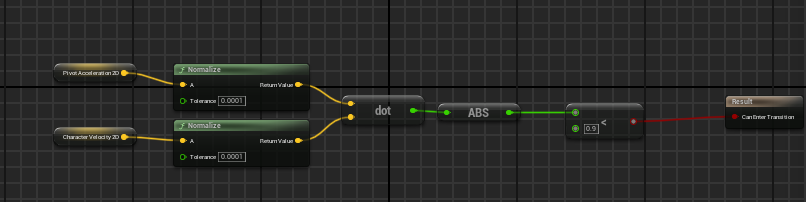 Pivot Acceleration 2D
f Normalize
A
Return Value
Tolerance 0.0001
Character Velocity 2D
f Normalize
A
Return Value
Tolerance 0.0001
dot
ABS
0.9
<
Result
Can Enter Transition